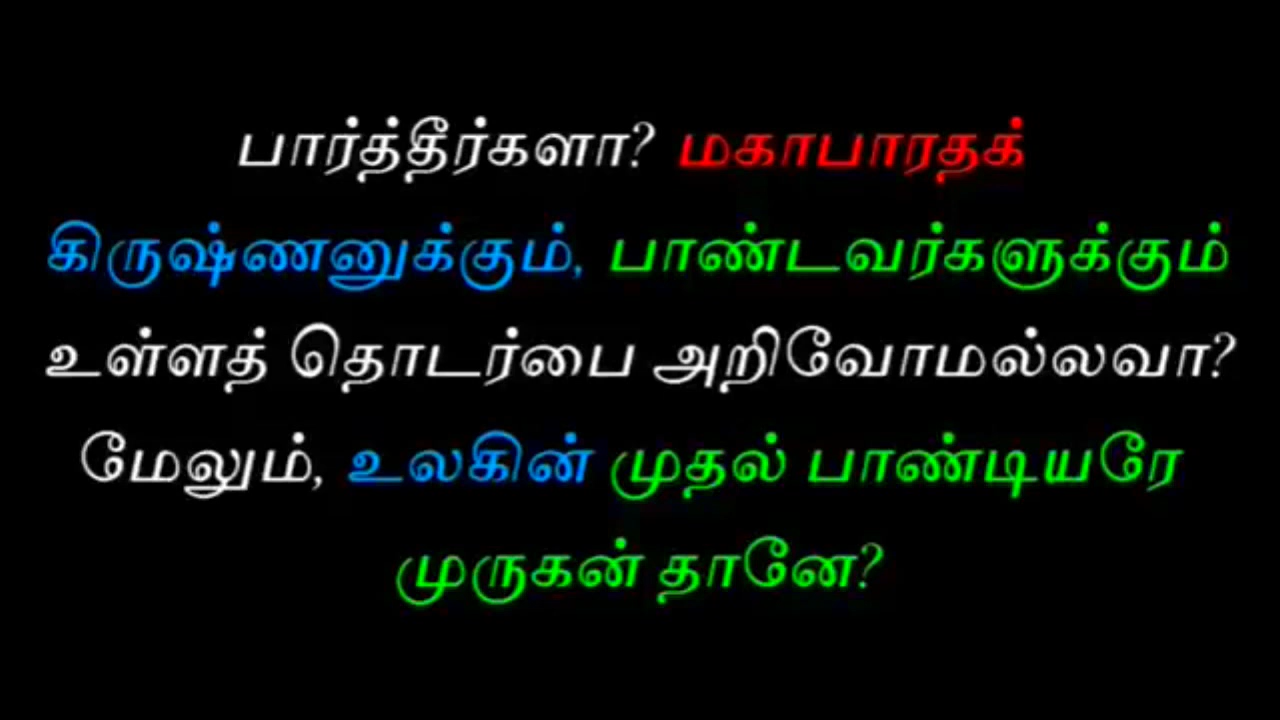 பார்த்தீர்களா? மகாபாரதக்
கிருஷ்ணனுக்கும், பாண்டவர்களுக்கும்
உள்ளத் தொடர்பை அறிவோமல்லவா?
மேலும், உலகின் முதல் பாண்டியரே
முருகன் தானே?